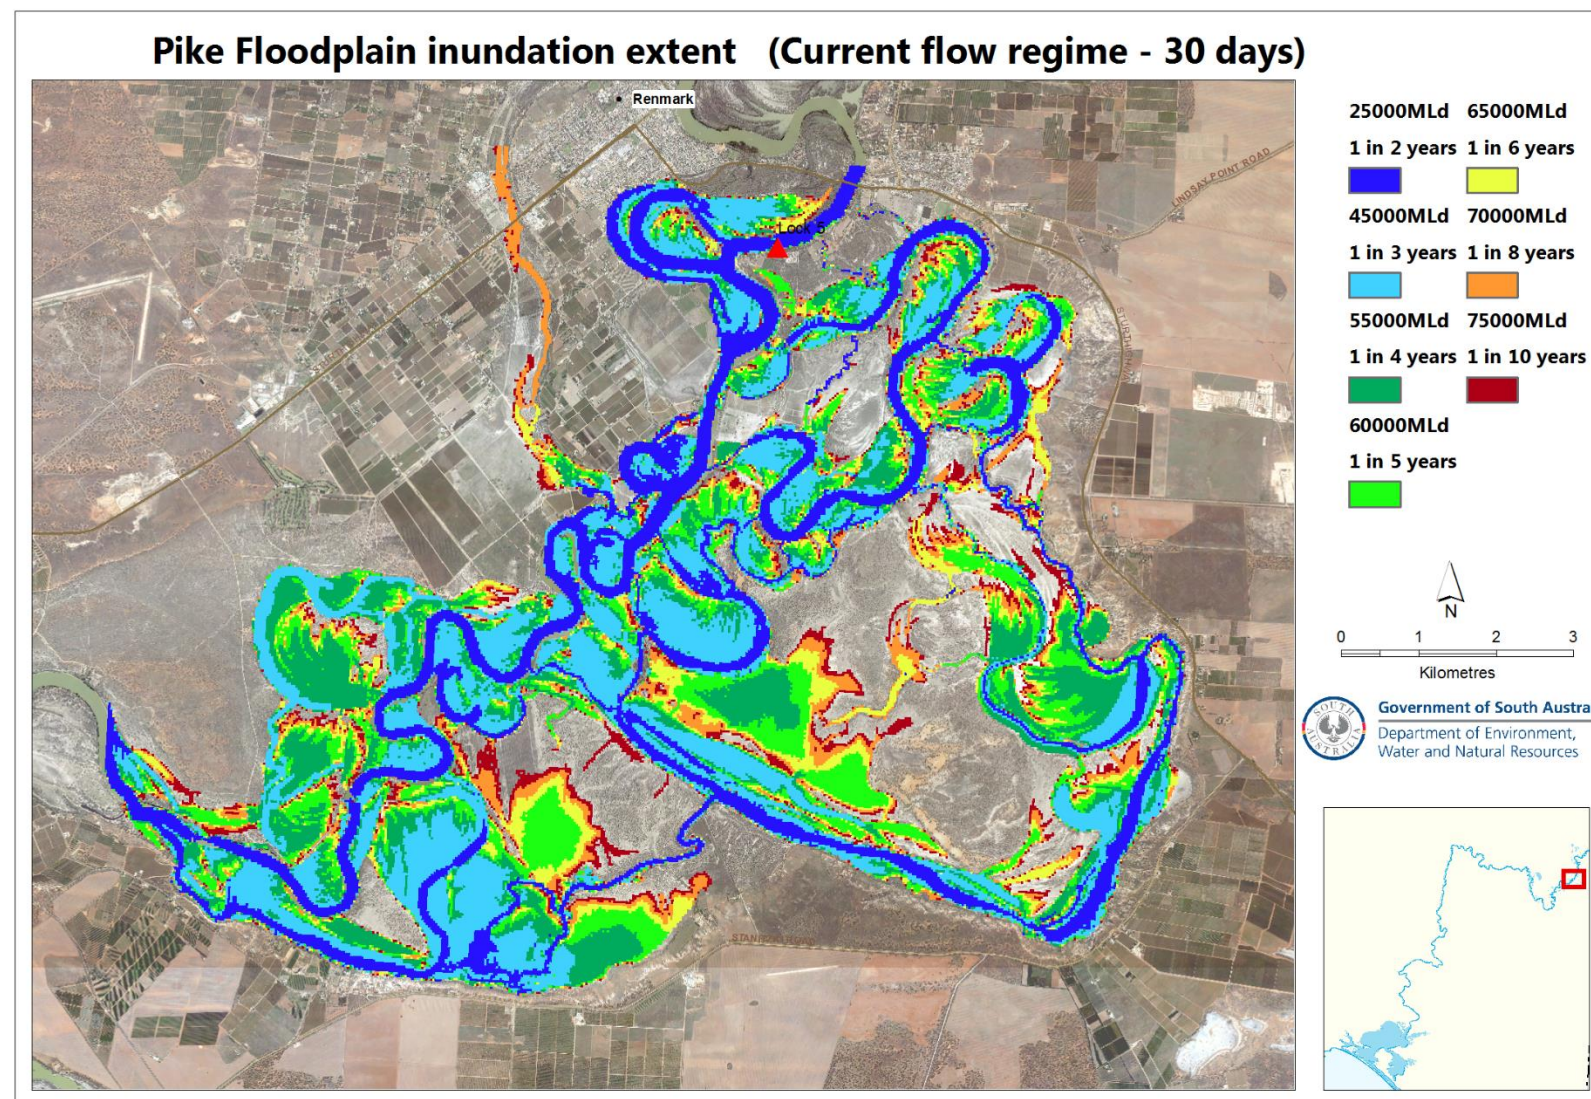 Pike Floodplain inundation extent (Current flow regime - 30 days)
Renmark
Lock 5
LINDSAY POINT ROAD
25000MLd 65000MLd
1 in 2 years 1 in 6 years
45000MLd 70000MLd
1 in 3 years 1 in 8 years
55000MLd 75000MLd
1 in 4 years 1 in 10 years
60000MLd
1 in 5 years
N
0 1 2 3
Kilometres
SOUTH
AUSTRALIA
Government of South Austra
Department of Environment,
Water and Natural Resources